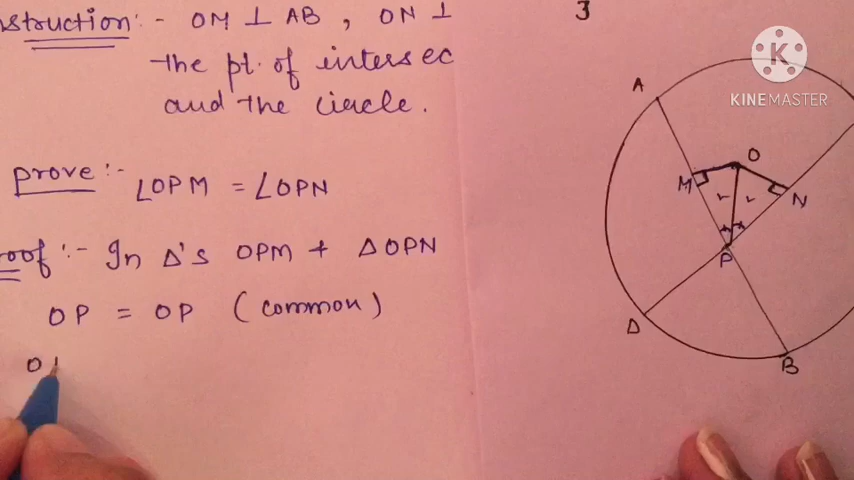 struction:- OM ⊥ AB, ON ⊥
the pt. of intersec
and the circle.
prove :- ∠OPM = ∠OPN
roof :- In Δ's OPM + ΔOPN
OP = OP (common)
O
3
KINEMASTER
A
O
M
N
r r
x x
P
D
B